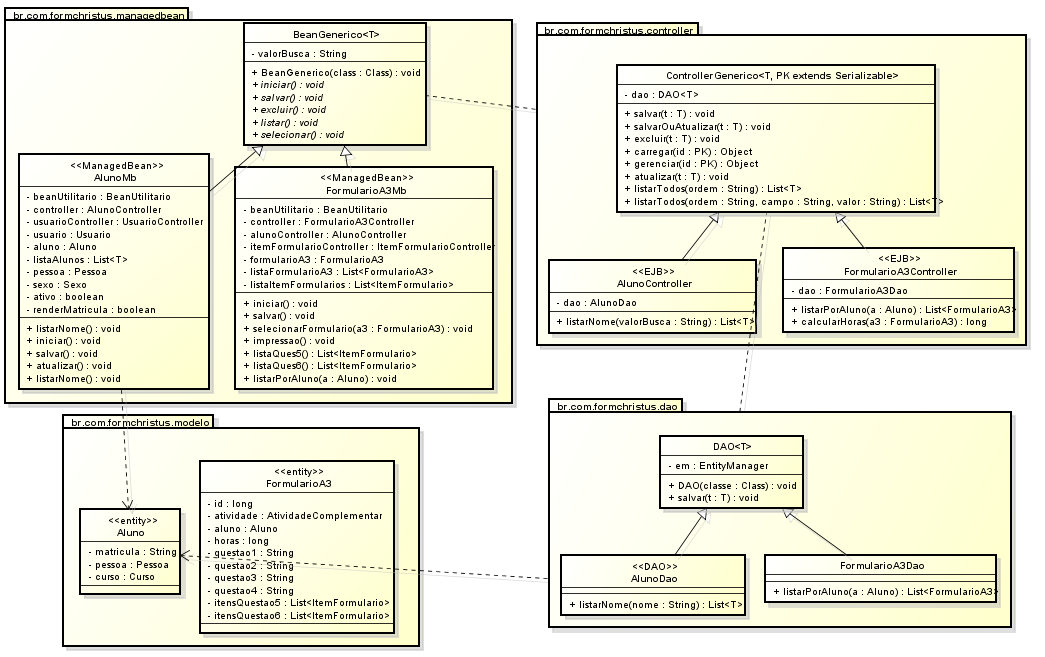 br.com.formchristus.managedbean
BeanGenerico<T>
- valorBusca : String
+ BeanGenerico(class : Class) : void
+ iniciar() : void
+ salvar() : void
+ excluir() : void
+ listar() : void
+ selecionar() : void
<<ManagedBean>>
AlunoMb
- beanUtilitario : BeanUtilitario
- controller : AlunoController
- usuarioController : UsuarioController
- usuario : Usuario
- aluno : Aluno
- listaAlunos : List<T>
- pessoa : Pessoa
- sexo : Sexo
- ativo : boolean
- renderMatricula : boolean
+ listarNome() : void
+ iniciar() : void
+ salvar() : void
+ atualizar() : void
+ listarNome() : void
<<ManagedBean>>
FormularioA3Mb
- beanUtilitario : BeanUtilitario
- controller : FormularioA3Controller
- alunoController : AlunoController
- itemFormularioController : ItemFormularioController
- formularioA3 : FormularioA3
- listaFormularioA3 : List<FormularioA3>
- listaItemFormularios : List<ItemFormulario>
+ iniciar() : void
+ salvar() : void
+ selecionarFormulario(a3 : FormularioA3) : void
+ impressao() : void
+ listaQues5() : List<ItemFormulario>
+ listaQues6() : List<ItemFormulario>
+ listarPorAluno(a : Aluno) : void
br.com.formchristus.controller
ControllerGenerico<T, PK extends Serializable>
- dao : DAO<T>
+ salvar(t : T) : void
+ salvarOuAtualizar(t : T) : void
+ excluir(t : T) : void
+ carregar(id : PK) : Object
+ gerenciar(id : PK) : Object
+ atualizar(t : T) : void
+ listarTodos(ordem : String) : List<T>
+ listarTodos(ordem : String, campo : String, valor : String) : List<T>
<<EJB>>
AlunoController
- dao : AlunoDao
+ listarNome(valorBusca : String) : List<T>
<<EJB>>
FormularioA3Controller
- dao : FormularioA3Dao
+ listarPorAluno(a : Aluno) : List<FormularioA3>
+ calcularHoras(a3 : FormularioA3) : long
br.com.formchristus.modelo
<<entity>>
Aluno
- matricula : String
- pessoa : Pessoa
- curso : Curso
<<entity>>
FormularioA3
- id : long
- atividade : AtividadeComplementar
- aluno : Aluno
- horas : long
- questao1 : String
- questao2 : String
- questao3 : String
- questao4 : String
- itensQuestao5 : List<ItemFormulario>
- itensQuestao6 : List<ItemFormulario>
br.com.formchristus.dao
DAO<T>
- em : EntityManager
+ DAO(classe : Class) : void
+ salvar(t : T) : void
<<DAO>>
AlunoDao
+ listarNome(nome : String) : List<T>
FormularioA3Dao
+ listarPorAluno(a : Aluno) : List<FormularioA3>